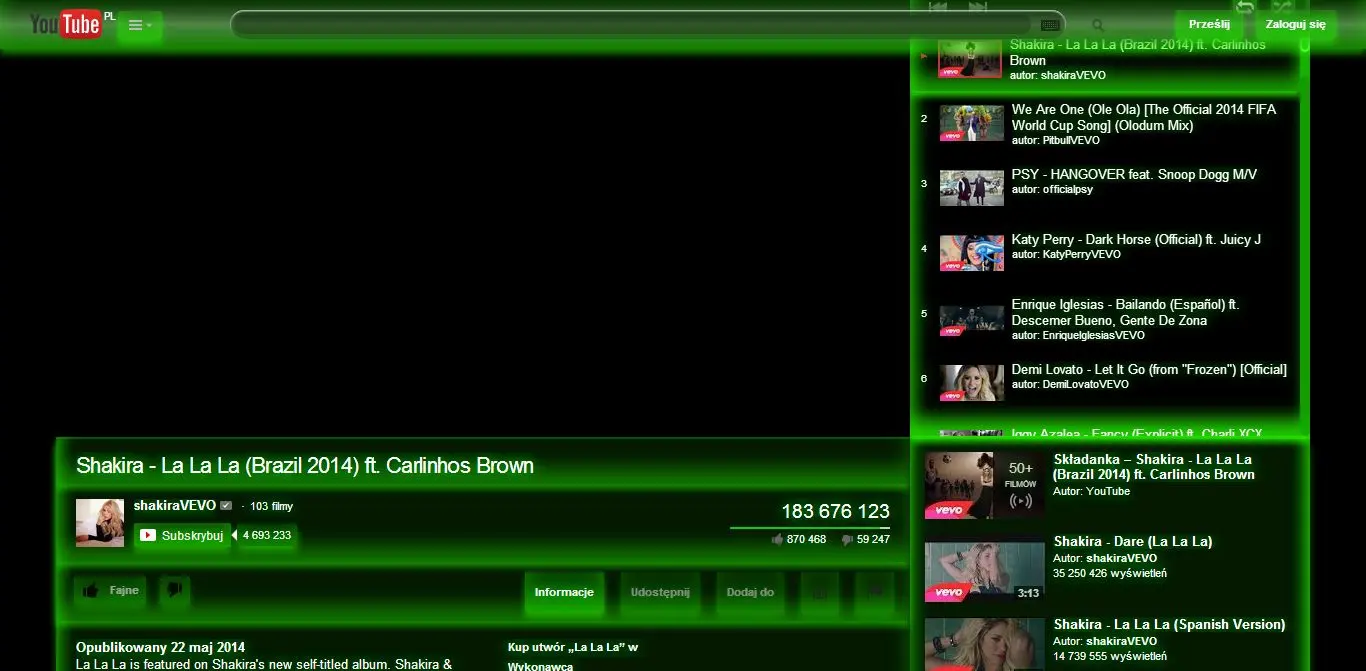 YouTube PL
Prześlij
Zaloguj się
Shakira - La La La (Brazil 2014) ft. Carlinhos
Brown
autor: shakiraVEVO
2
We Are One (Ole Ola) [The Official 2014 FIFA
World Cup Song] (Olodum Mix)
autor: PitbullVEVO
3
PSY - HANGOVER feat. Snoop Dogg M/V
autor: officialpsy
4
Katy Perry - Dark Horse (Official) ft. Juicy J
autor: KatyPerryVEVO
5
Enrique Iglesias - Bailando (Español) ft.
Descemer Bueno, Gente De Zona
autor: EnriqueIglesiasVEVO
6
Demi Lovato - Let It Go (from "Frozen") [Official]
autor: DemiLovatoVEVO
Iggy Azalea - Fancy (Explicit) ft. Charli XCX
Shakira - La La La (Brazil 2014) ft. Carlinhos Brown
shakiraVEVO · 103 filmy
Subskrybuj 4 693 233
183 676 123
870 468 59 247
Fajne
Informacje
Udostępnij
Dodaj do
Opublikowany 22 maj 2014
La La La is featured on Shakira's new self-titled album. Shakira &
Kup utwór „La La La” w
Wykonawca
50+
FILMÓW
vevo
Składanka – Shakira - La La La
(Brazil 2014) ft. Carlinhos Brown
Autor: YouTube
vevo
3:13
Shakira - Dare (La La La)
Autor: shakiraVEVO
35 250 426 wyświetleń
vevo
Shakira - La La La (Spanish Version)
Autor: shakiraVEVO
14 739 555 wyświetleń